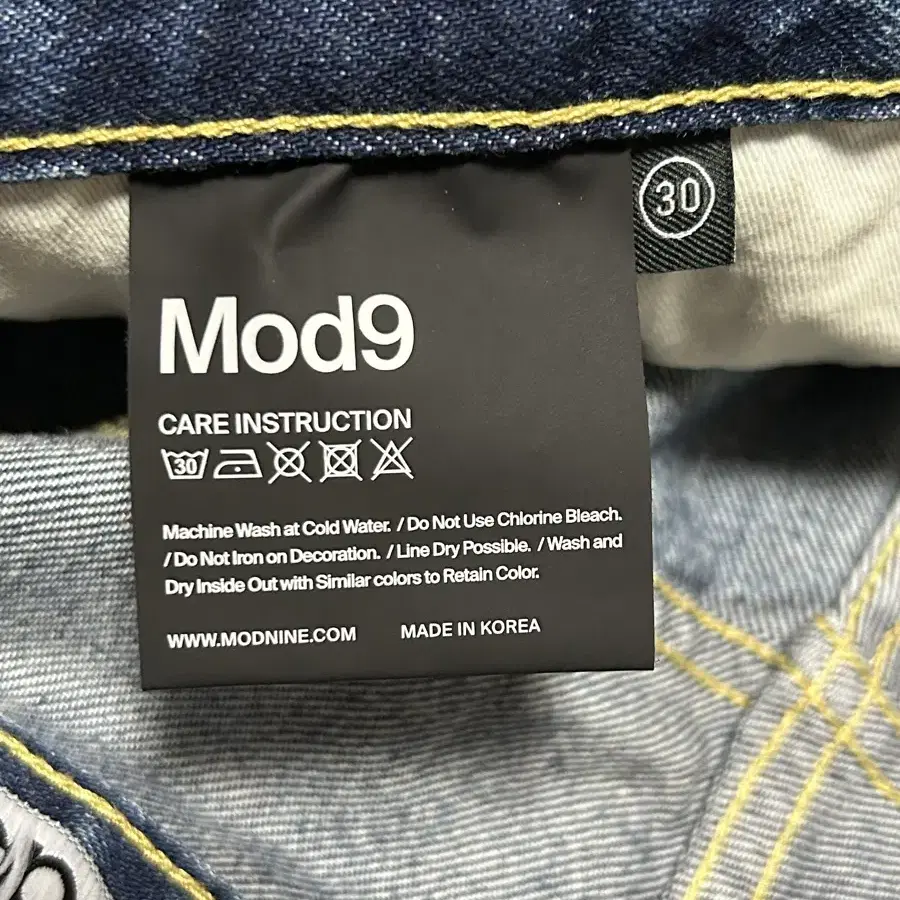 30
Mod9
CARE INSTRUCTION
30
Machine Wash at Cold Water. / Do Not Use Chlorine Bleach.
/ Do Not Iron on Decoration. / Line Dry Possible. / Wash and
Dry Inside Out with Similar colors to Retain Color.
WWW.MODNINE.COM MADE IN KOREA